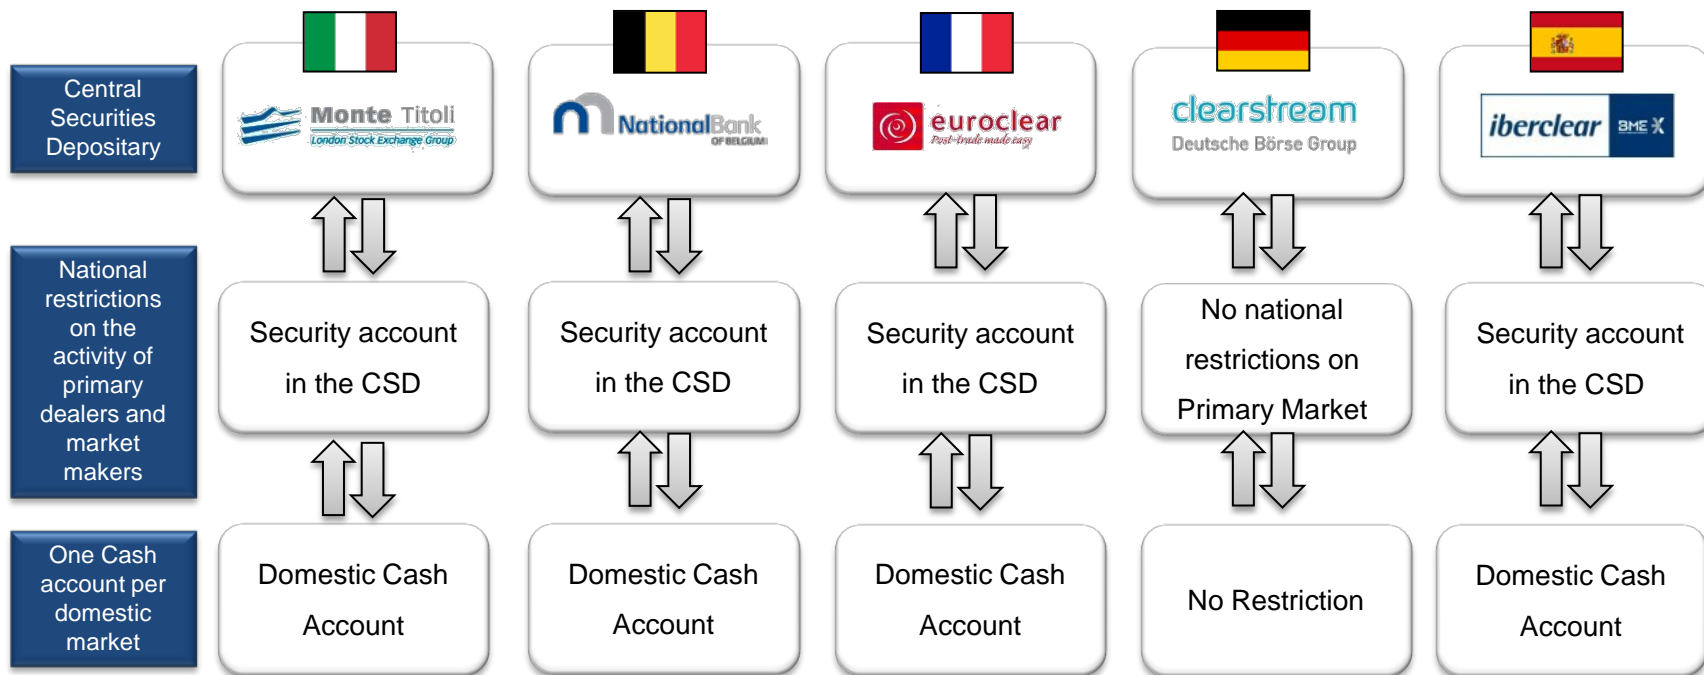 Central
Securities
Depositary
Monte Titoli
London Stock Exchange Group
NationalBank
OF BELGIUM
euroclear
Post-trade made easy
clearstream
Deutsche Börse Group
iberclear
BME
National
restrictions
on the
activity of
primary
dealers and
market
makers
Security account
in the CSD
Security account
in the CSD
Security account
in the CSD
No national
restrictions on
Primary Market
Security account
in the CSD
One Cash
account per
domestic
market
Domestic Cash
Account
Domestic Cash
Account
Domestic Cash
Account
No Restriction
Domestic Cash
Account